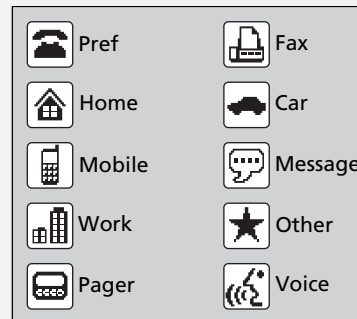 Pref
Fax
Home
Car
Mobile
Message
Work
Other
Pager
Voice